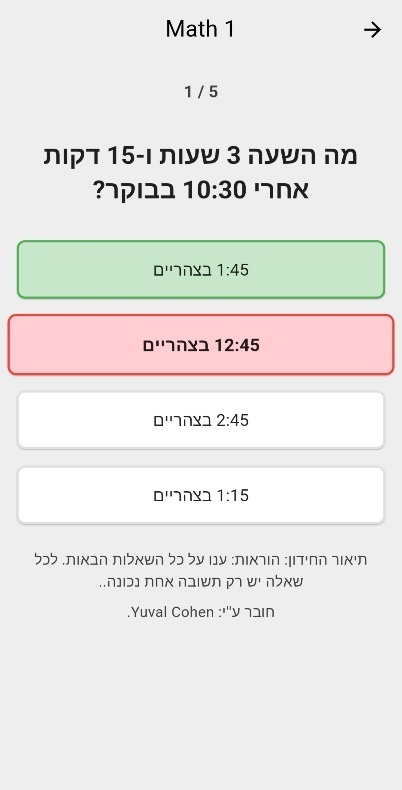 Math 1
1 / 5
מה השעה 3 שעות ו-15 דקות
אחרי 10:30 בבוקר?
1:45 בצהריים
12:45 בצהריים
2:45 בצהריים
1:15 בצהריים
תיאור החידון: הוראות: ענו על כל השאלות הבאות. לכל
שאלה יש רק תשובה אחת נכונה..
חובר ע"י: Yuval Cohen.